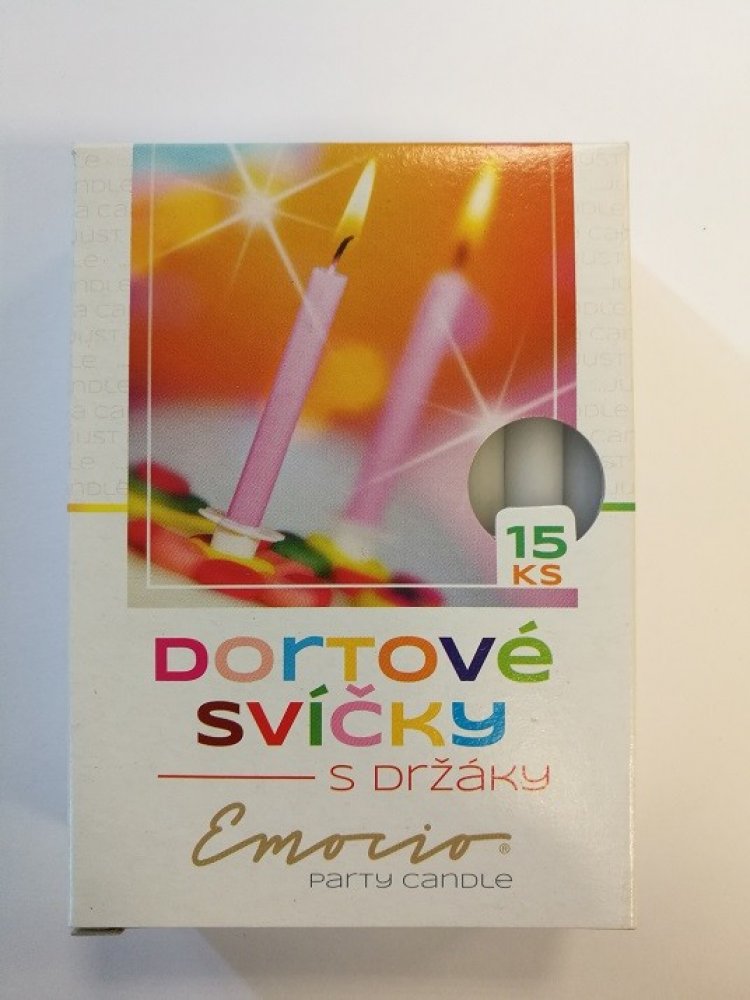 15
KS
DORTOVÉ
SVÍČKY
S DRŽÁKY
Emocio®
PARTY CANDLE